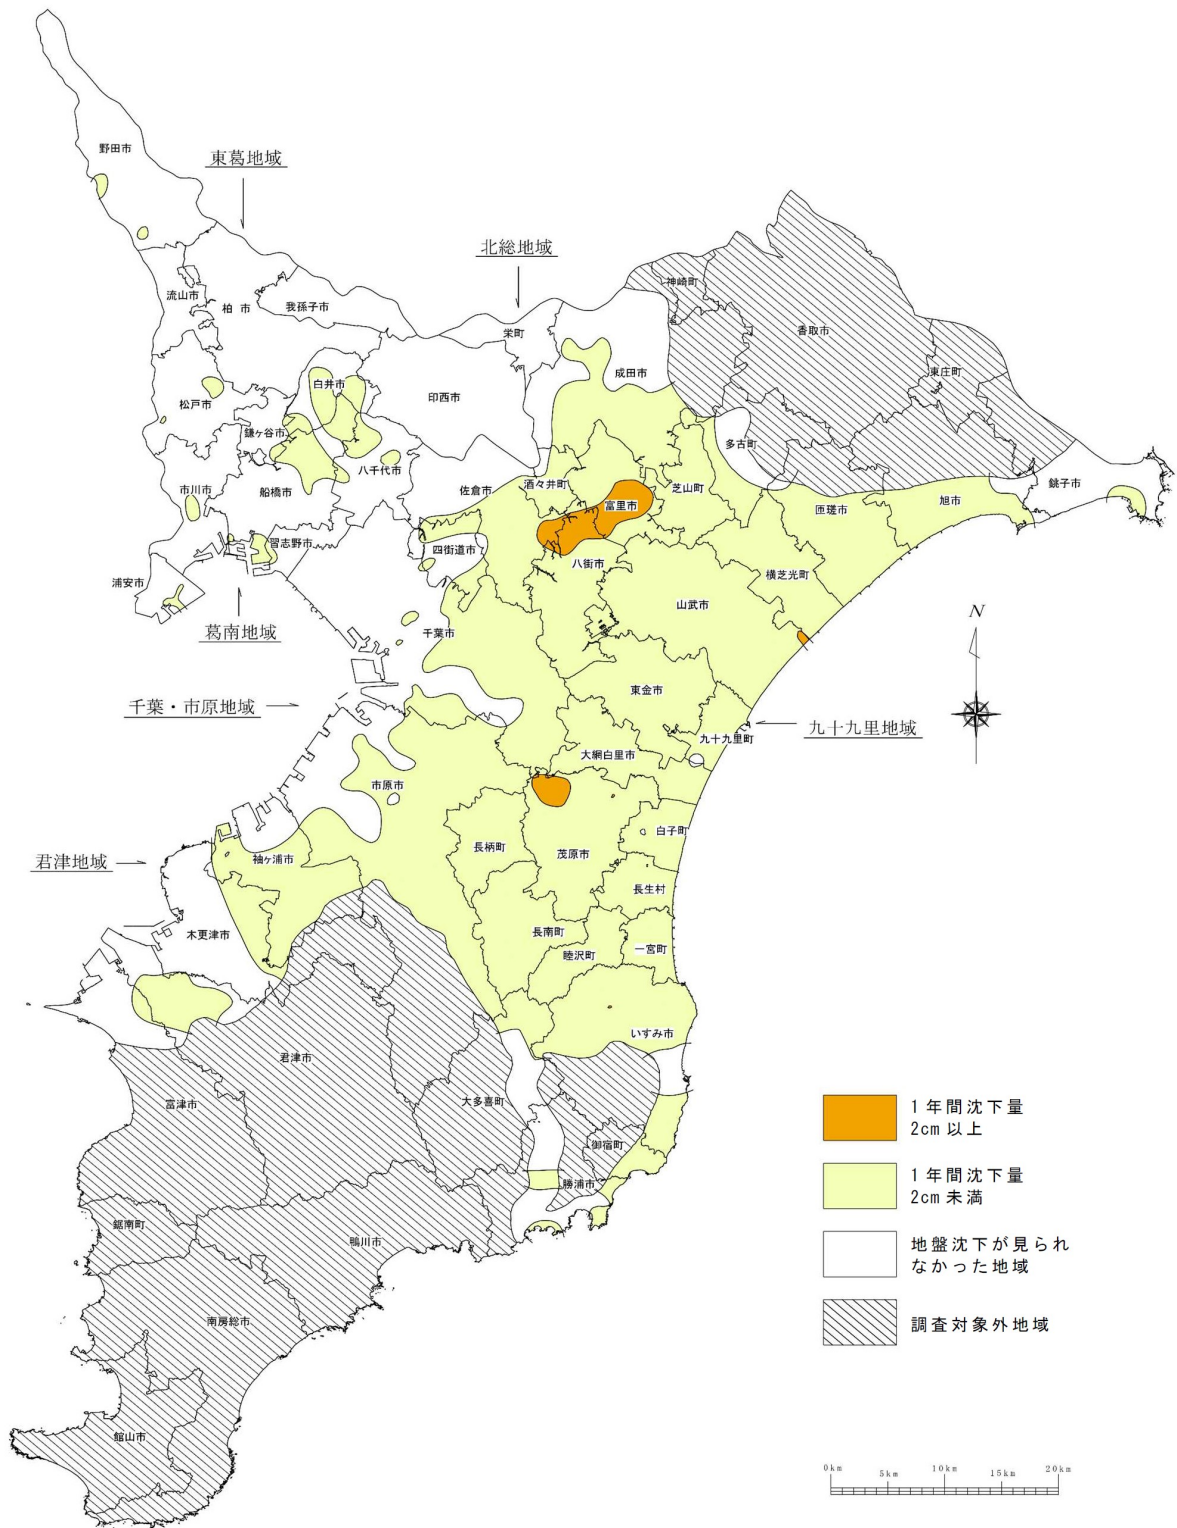 野田市
東葛地域
北総地域
神崎町
流山市
柏市
我孫子市
栄町
香取市
成田市
東庄町
白井市
印西市
松戸市
鎌ヶ谷市
多古町
八千代市
市川市
船橋市
佐倉市
酒々井町
芝山町
銚子市
富里市
匝瑳市
旭市
習志野市
四街道市
八街市
浦安市
横芝光町
山武市
葛南地域
千葉市
N
東金市
千葉・市原地域
九十九里町
九十九里地域
大網白里市
市原市
白子町
君津地域
袖ヶ浦市
長柄町
茂原市
長生村
木更津市
長南町
睦沢町
一宮町
いすみ市
君津市
富津市
大多喜町
御宿町
勝浦市
鋸南町
鴨川市
南房総市
館山市
1年間沈下量
2cm以上
1年間沈下量
2cm未満
地盤沈下が見られ
なかった地域
調査対象外地域
0km 5km 10km 15km 20km